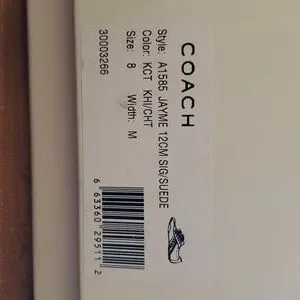 COACH
Style: A1585 JAYME 12CM SIG/SUEDE
Color: KCT KHI/CHT
Size: 8 Width: M
30003266
6 63360 29511 2